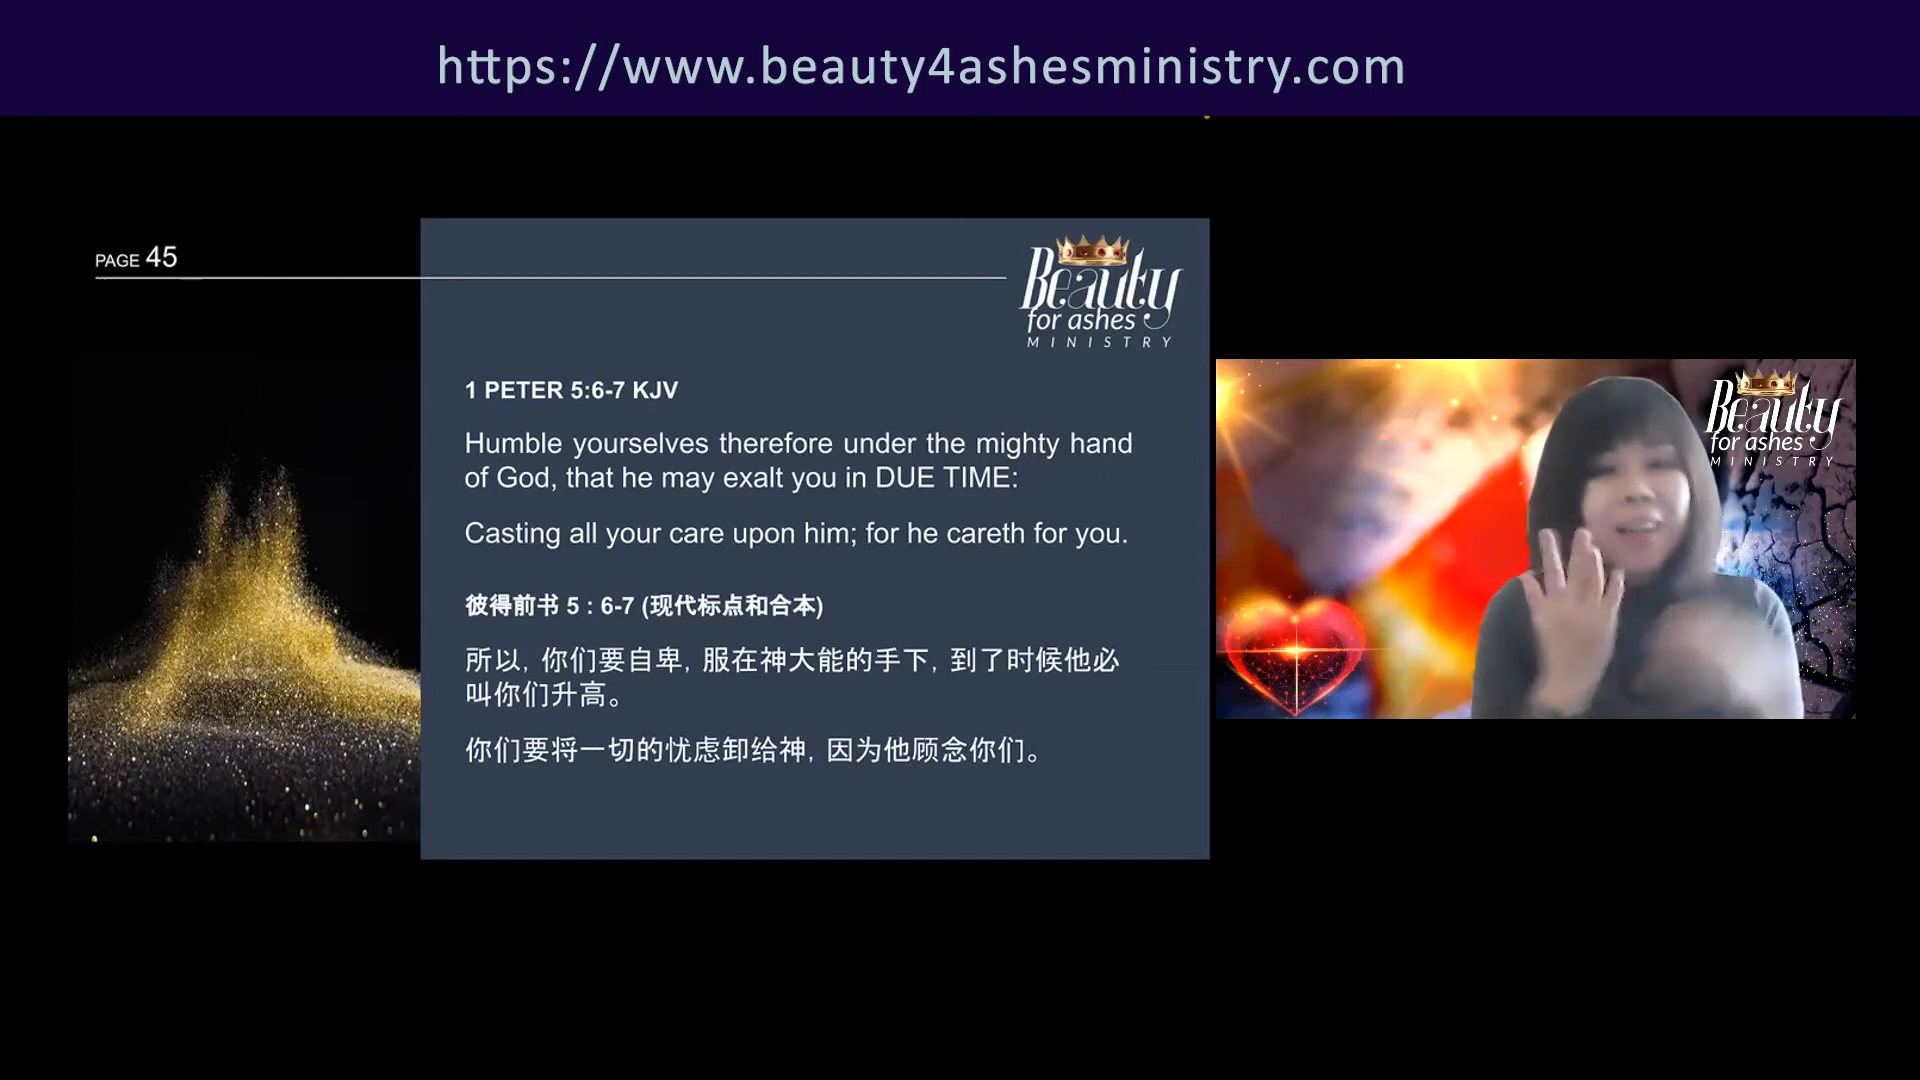 https://www.beauty4ashesministry.com
PAGE 45
Beauty
for ashes
MINISTRY
1 PETER 5:6-7 KJV
Humble yourselves therefore under the mighty hand
of God, that he may exalt you in DUE TIME:
Casting all your care upon him; for he careth for you.
彼得前书 5 : 6-7 (现代标点和合本)
所以, 你们要自卑, 服在神大能的手下, 到了时候他必
叫你们升高。
你们要将一切的忧虑卸给神, 因为他顾念你们。
Beauty
for ashes
MINISTRY